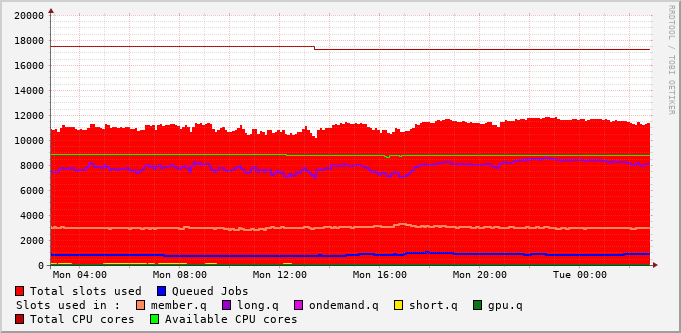 20000
18000
16000
14000
12000
10000
8000
6000
4000
2000
0
Mon 04:00 Mon 08:00 Mon 12:00 Mon 16:00 Mon 20:00 Tue 00:00
Total slots used Queued Jobs
Slots used in : member.q long.q ondemand.q short.q gpu.q
Total CPU cores Available CPU cores
RRDTOOL / TOBI OETIKER